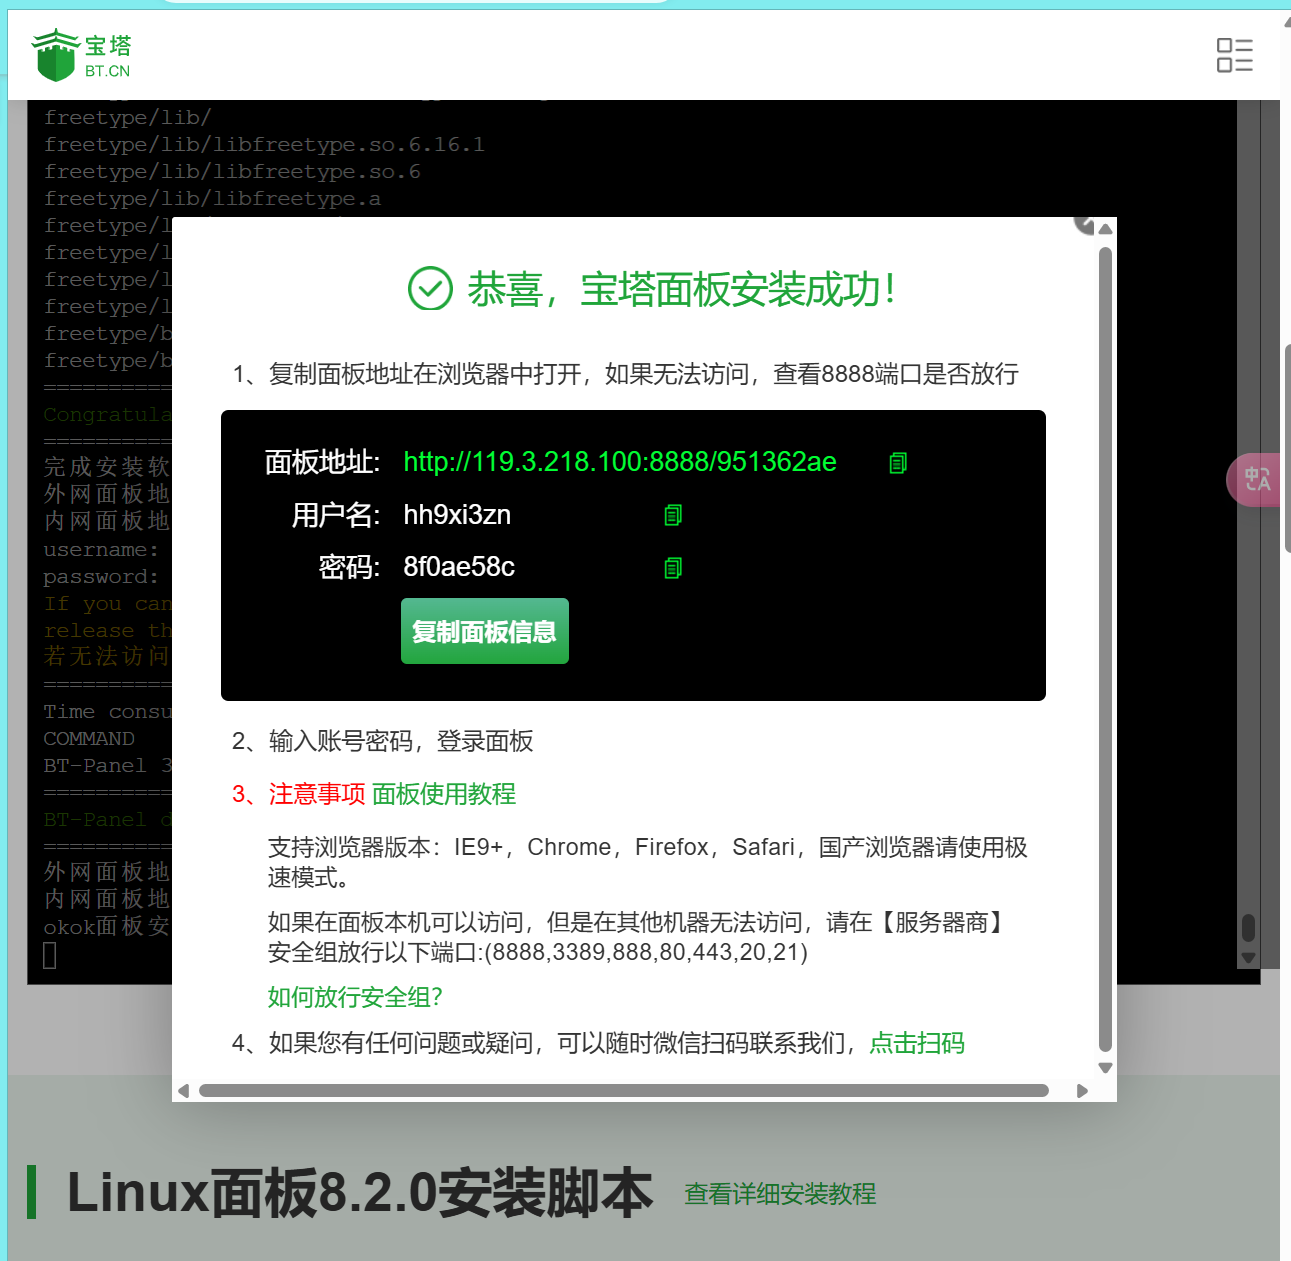 宝塔
BT.CN
freetype/lib/
freetype/lib/libfreetype.so.6.16.1
freetype/lib/libfreetype.so.6
freetype/lib/libfreetype.a
freetype/l
freetype/l
freetype/l
freetype/l
freetype/b
freetype/b
==========
Congratula
==========
完成安装软
外网面板地
内网面板地
username:
password:
If you can
release th
若无法访问
==========
Time consu
COMMAND
BT-Panel 3
==========
BT-Panel d
==========
外网面板地
内网面板地
okok面板安
恭喜，宝塔面板安装成功！
1、复制面板地址在浏览器中打开，如果无法访问，查看8888端口是否放行
面板地址: http://119.3.218.100:8888/951362ae
用户名: hh9xi3zn
密码: 8f0ae58c
复制面板信息
2、输入账号密码，登录面板
3、注意事项 面板使用教程
支持浏览器版本：IE9+，Chrome，Firefox，Safari，国产浏览器请使用极
速模式。
如果在面板本机可以访问，但是在其他机器无法访问，请在【服务器商】
安全组放行以下端口:(8888,3389,888,80,443,20,21)
如何放行安全组？
4、如果您有任何问题或疑问，可以随时微信扫码联系我们，点击扫码
Linux面板8.2.0安装脚本 查看详细安装教程